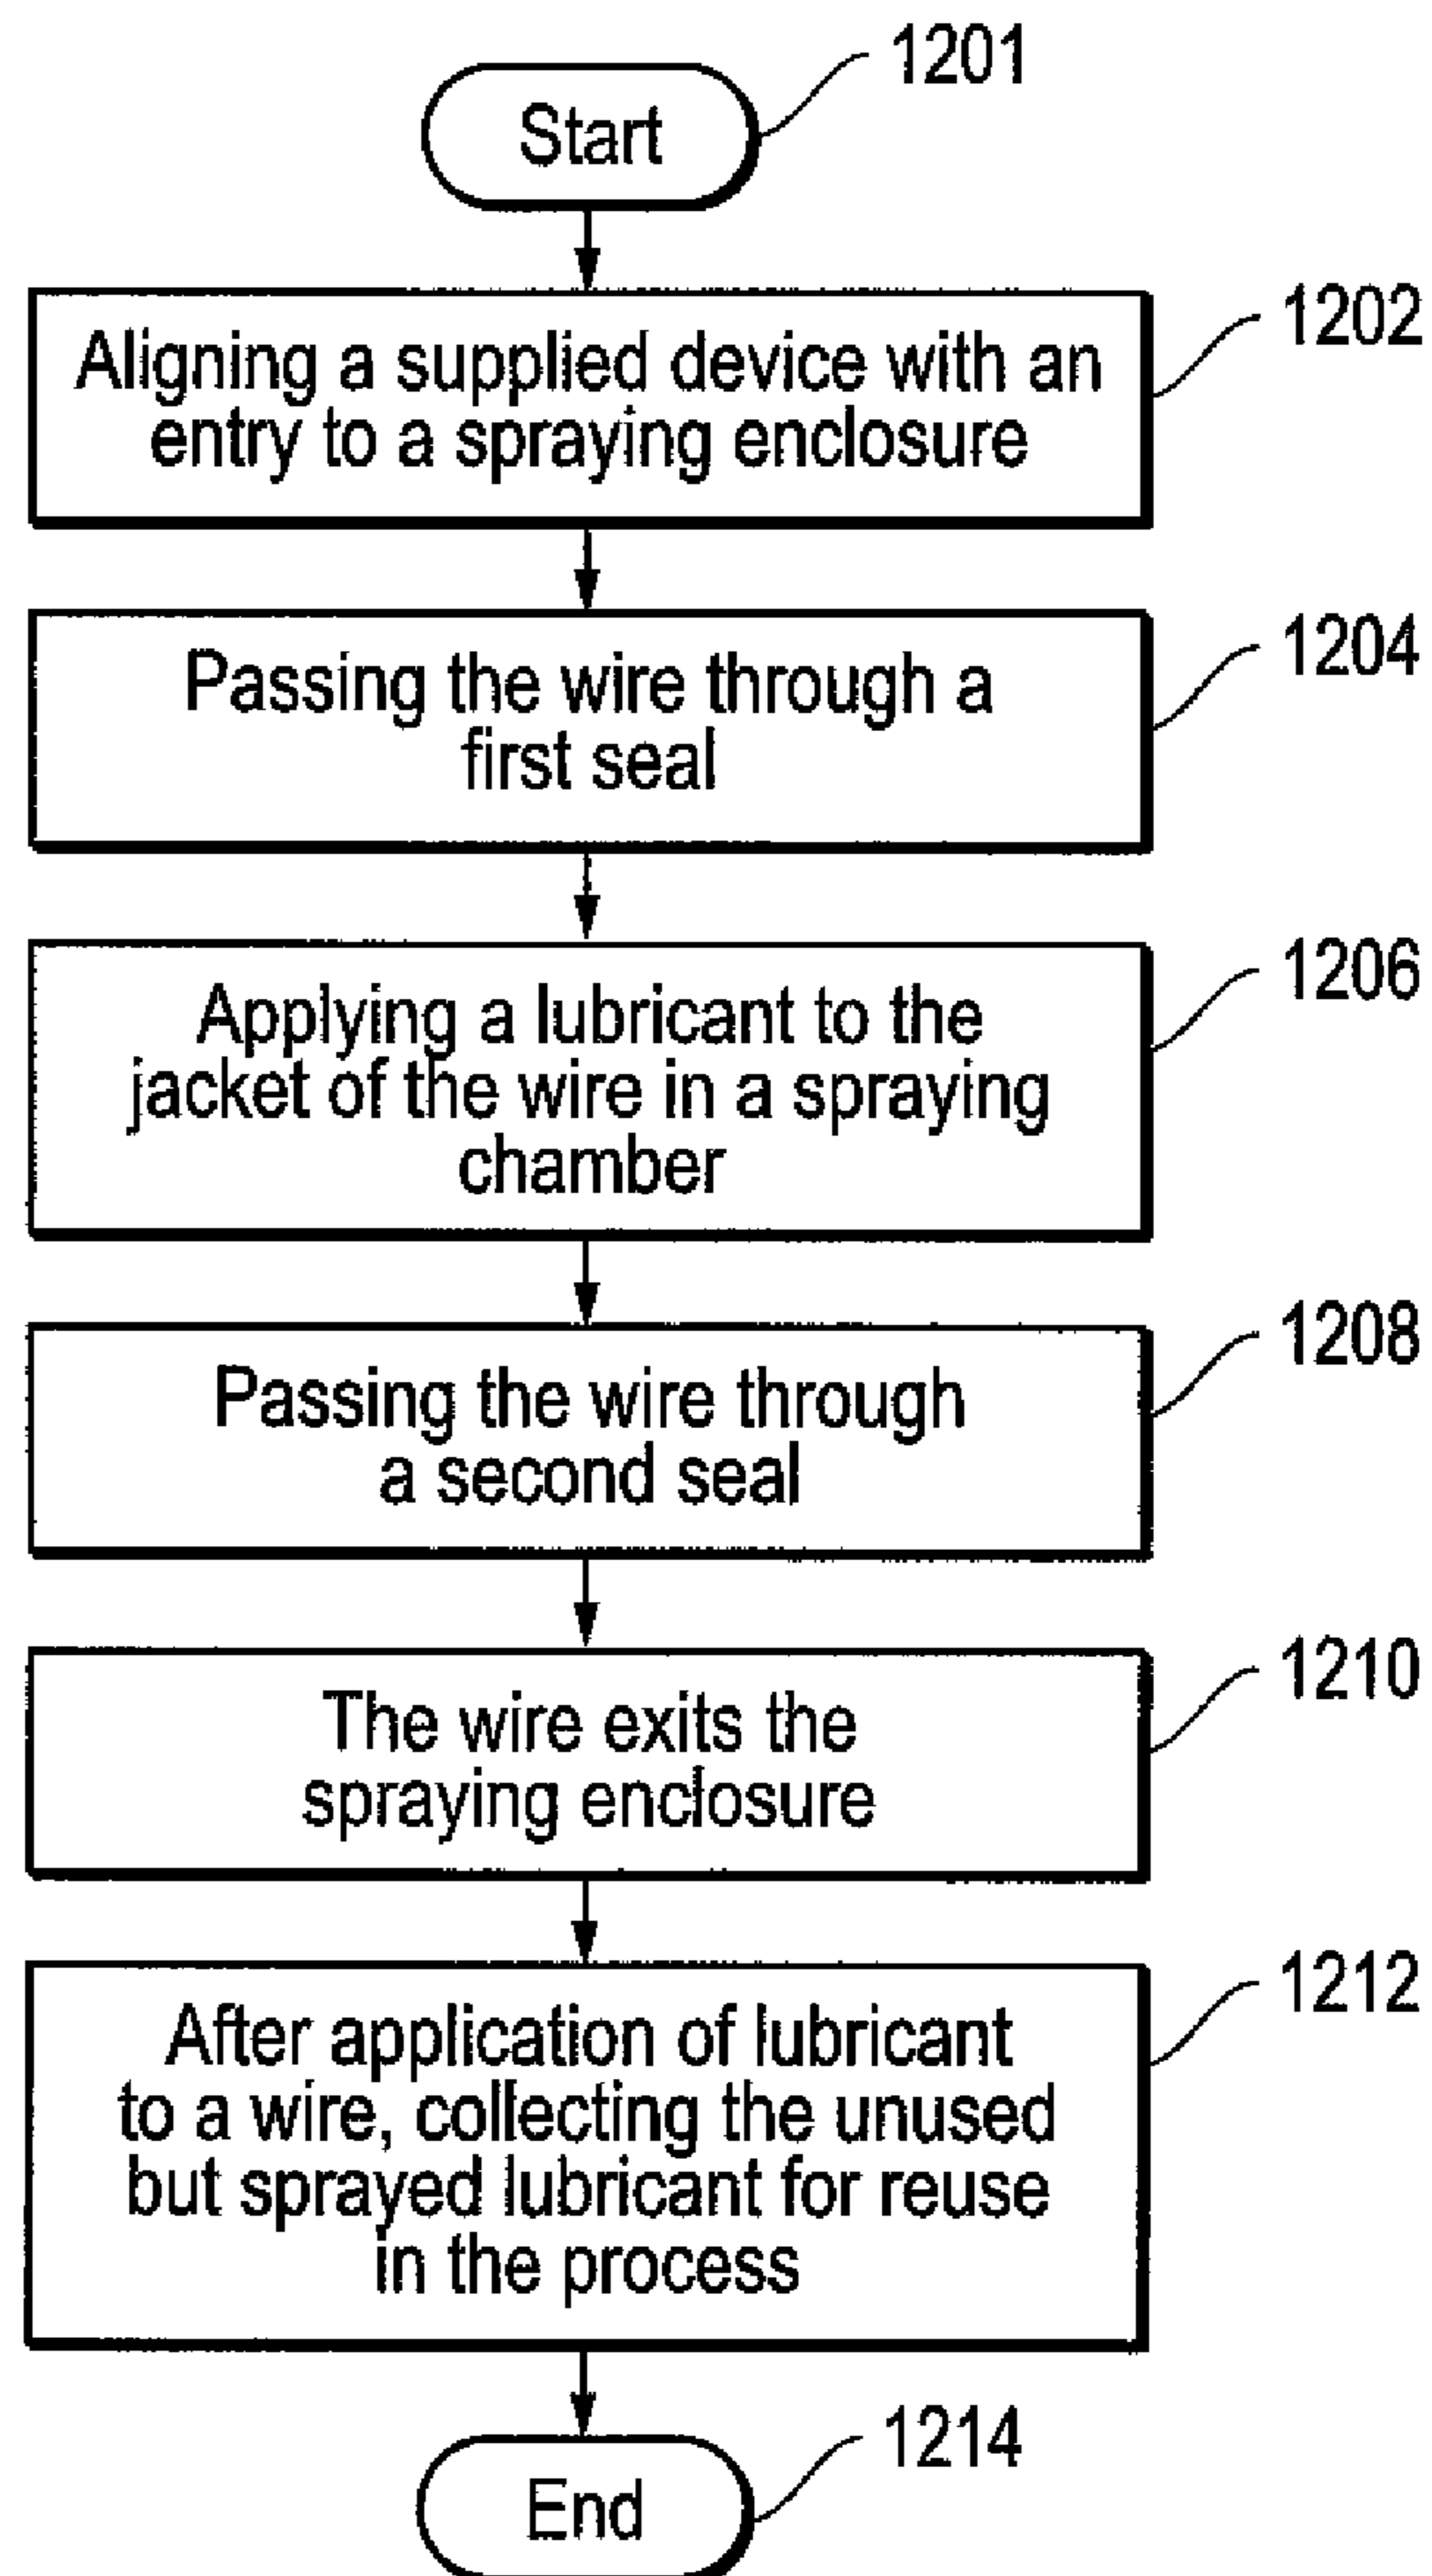 1201
Start
1202
Aligning a supplied device with an
entry to a spraying enclosure
1204
Passing the wire through a
first seal
1206
Applying a lubricant to the
jacket of the wire in a spraying
chamber
1208
Passing the wire through
a second seal
1210
The wire exits the
spraying enclosure
1212
After application of lubricant
to a wire, collecting the unused
but sprayed lubricant for reuse
in the process
1214
End